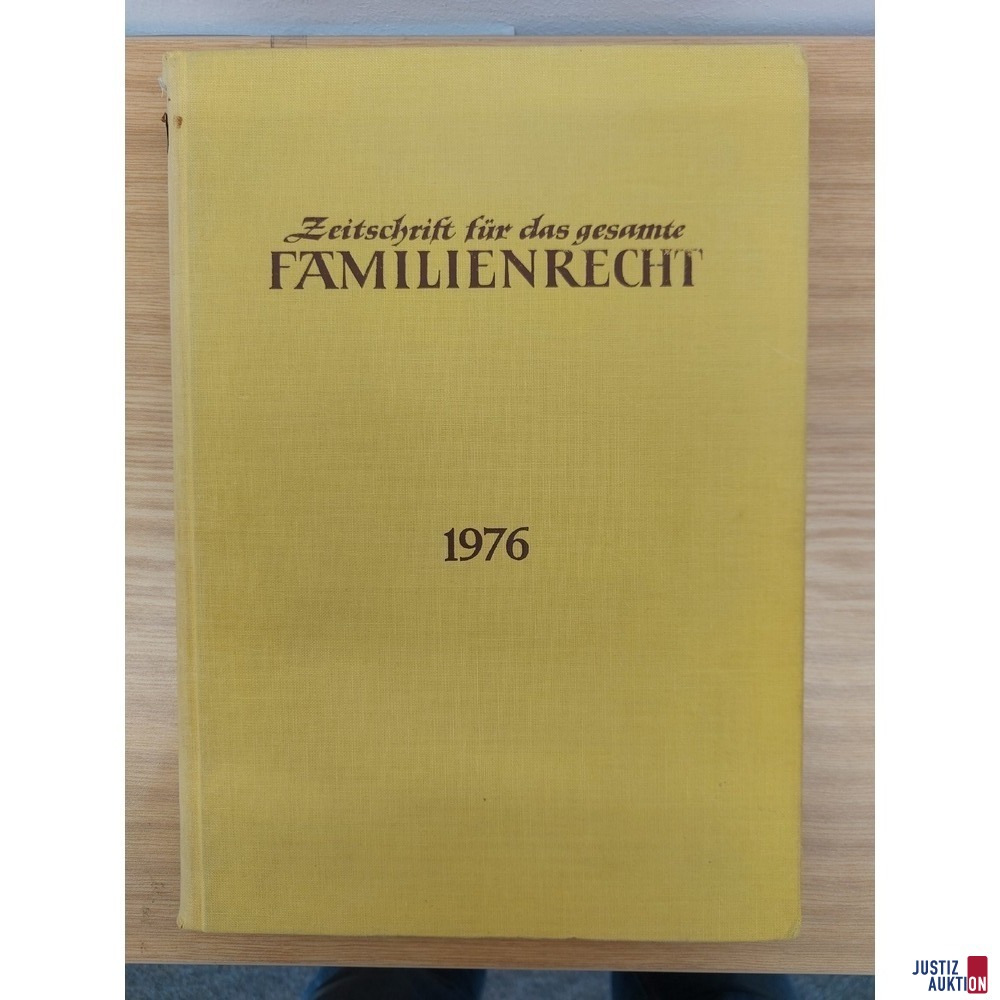 Zeitschrift für das gesamte
FAMILIENRECHT
1976
JUSTIZ
AUKTION